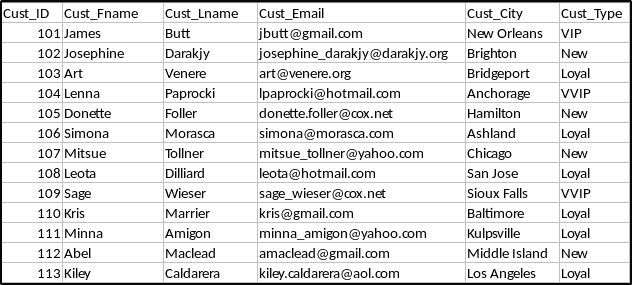 Cust_ID Cust_Fname Cust_Lname Cust_Email Cust_City Cust_Type
101 James Butt jbutt@gmail.com New Orleans VIP
102 Josephine Darakjy josephine_darakjy@darakjy.org Brighton New
103 Art Venere art@venere.org Bridgeport Loyal
104 Lenna Paprocki lpaprocki@hotmail.com Anchorage VVIP
105 Donette Foller donette.foller@cox.net Hamilton New
106 Simona Morasca simona@morasca.com Ashland Loyal
107 Mitsue Tollner mitsue_tollner@yahoo.com Chicago New
108 Leota Dilliard leota@hotmail.com San Jose Loyal
109 Sage Wieser sage_wieser@cox.net Sioux Falls VVIP
110 Kris Marrier kris@gmail.com Baltimore Loyal
111 Minna Amigon minna_amigon@yahoo.com Kulpsville Loyal
112 Abel Maclead amaclead@gmail.com Middle Island New
113 Kiley Caldarera kiley.caldarera@aol.com Los Angeles Loyal